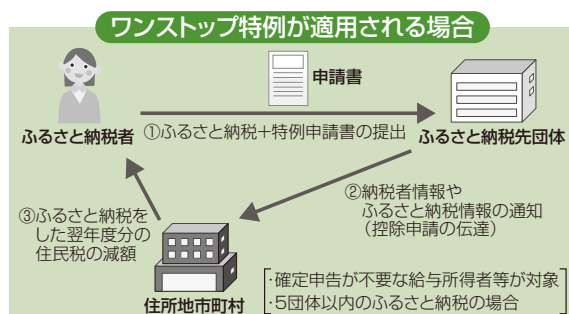 ワンストップ特例が適用される場合
申請書
ふるさと納税者
①ふるさと納税+特例申請書の提出
ふるさと納税先団体
②納税者情報や
ふるさと納税情報の通知
(控除申請の伝達)
③ふるさと納税を
した翌年度分の
住民税の減額
住所地市町村
・確定申告が不要な給与所得者等が対象
・5団体以内のふるさと納税の場合